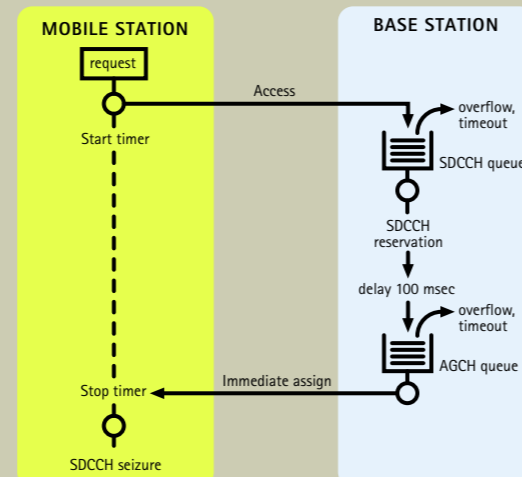 MOBILE STATION
BASE STATION
request
Access
overflow,
timeout
Start timer
SDCCH queue
SDCCH
reservation
delay 100 msec
overflow,
timeout
AGCH queue
Immediate assign
Stop timer
SDCCH seizure